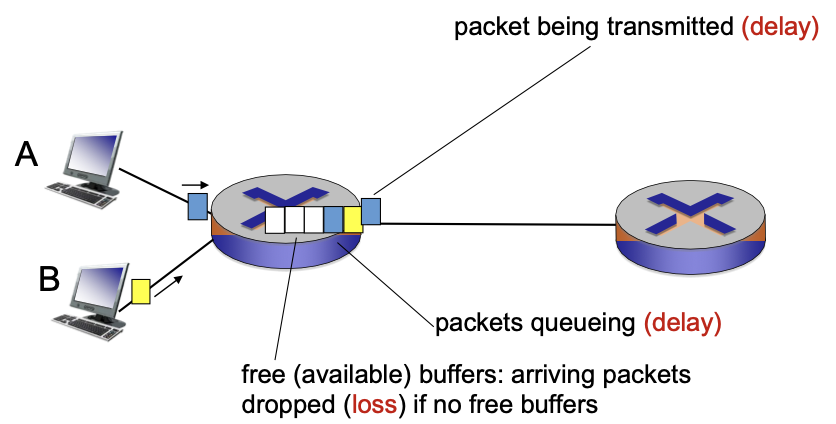 packet being transmitted (delay)
A
B
packets queueing (delay)
free (available) buffers: arriving packets
dropped (loss) if no free buffers